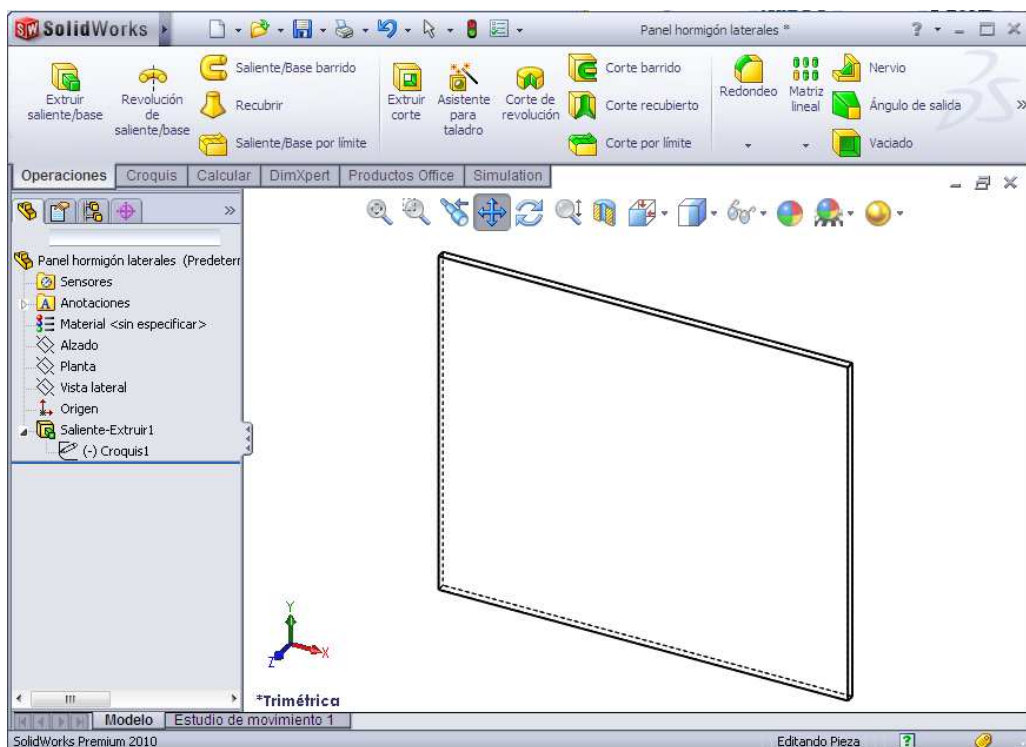 SolidWorks
Panel hormigón laterales *
Extruir saliente/base
Revolución de saliente/base
Saliente/Base barrido
Recubrir
Saliente/Base por límite
Extruir corte
Asistente para taladro
Corte de revolución
Corte barrido
Corte recubierto
Corte por límite
Redondeo
Matriz lineal
Nervio
Ángulo de salida
Vaciado
Operaciones
Croquis
Calcular
DimXpert
Productos Office
Simulation
Panel hormigón laterales (Predeterr
Sensores
Anotaciones
Material <sin especificar>
Alzado
Planta
Vista lateral
Origen
Saliente-Extruir1
(-) Croquis1
Y
X
Z
*Trimétrica
Modelo
Estudio de movimiento 1
SolidWorks Premium 2010
Editando Pieza